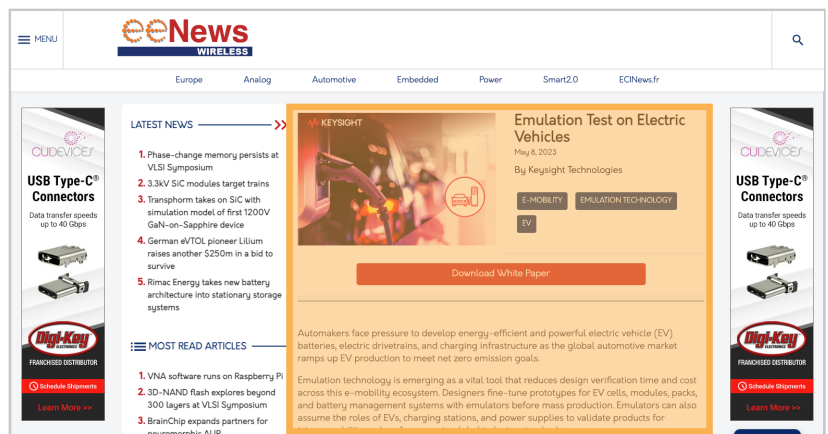 MENU
eeNews
WIRELESS
Europe
Analog
Automotive
Embedded
Power
Smart2.0
ECINews.fr
CUIDEVICES
USB Type-C®
Connectors
Data transfer speeds
up to 40 Gbps
Digi-Key
ELECTRONICS
FRANCHISED DISTRIBUTOR
Schedule Shipments
Learn More >>
LATEST NEWS
1. Phase-change memory persists at
VLSI Symposium
2. 3.3kV SiC modules target trains
3. Transphorm takes on SiC with
simulation model of first 1200V
GaN-on-Sapphire device
4. German eVTOL pioneer Lilium
raises another $250m in a bid to
survive
5. Rimac Energy takes new battery
architecture into stationary storage
systems
MOST READ ARTICLES
1. VNA software runs on Raspberry Pi
2. 3D-NAND flash explores beyond
300 layers at VLSI Symposium
3. BrainChip expands partners for
KEYSIGHT
Emulation Test on Electric
Vehicles
May 8, 2023
By Keysight Technologies
E-MOBILITY
EMULATION TECHNOLOGY
EV
Download White Paper
Automakers face pressure to develop energy-efficient and powerful electric vehicle (EV)
batteries, electric drivetrains, and charging infrastructure as the global automotive market
ramps up EV production to meet net zero emission goals.
Emulation technology is emerging as a vital tool that reduces design verification time and cost
across this e-mobility ecosystem. Designers fine-tune prototypes for EV cells, modules, packs,
and battery management systems with emulators before mass production. Emulators can also
assume the roles of EVs, charging stations, and power supplies to validate products for
CUIDEVICES
USB Type-C®
Connectors
Data transfer speeds
up to 40 Gbps
Digi-Key
ELECTRONICS
FRANCHISED DISTRIBUTOR
Schedule Shipments
Learn More >>